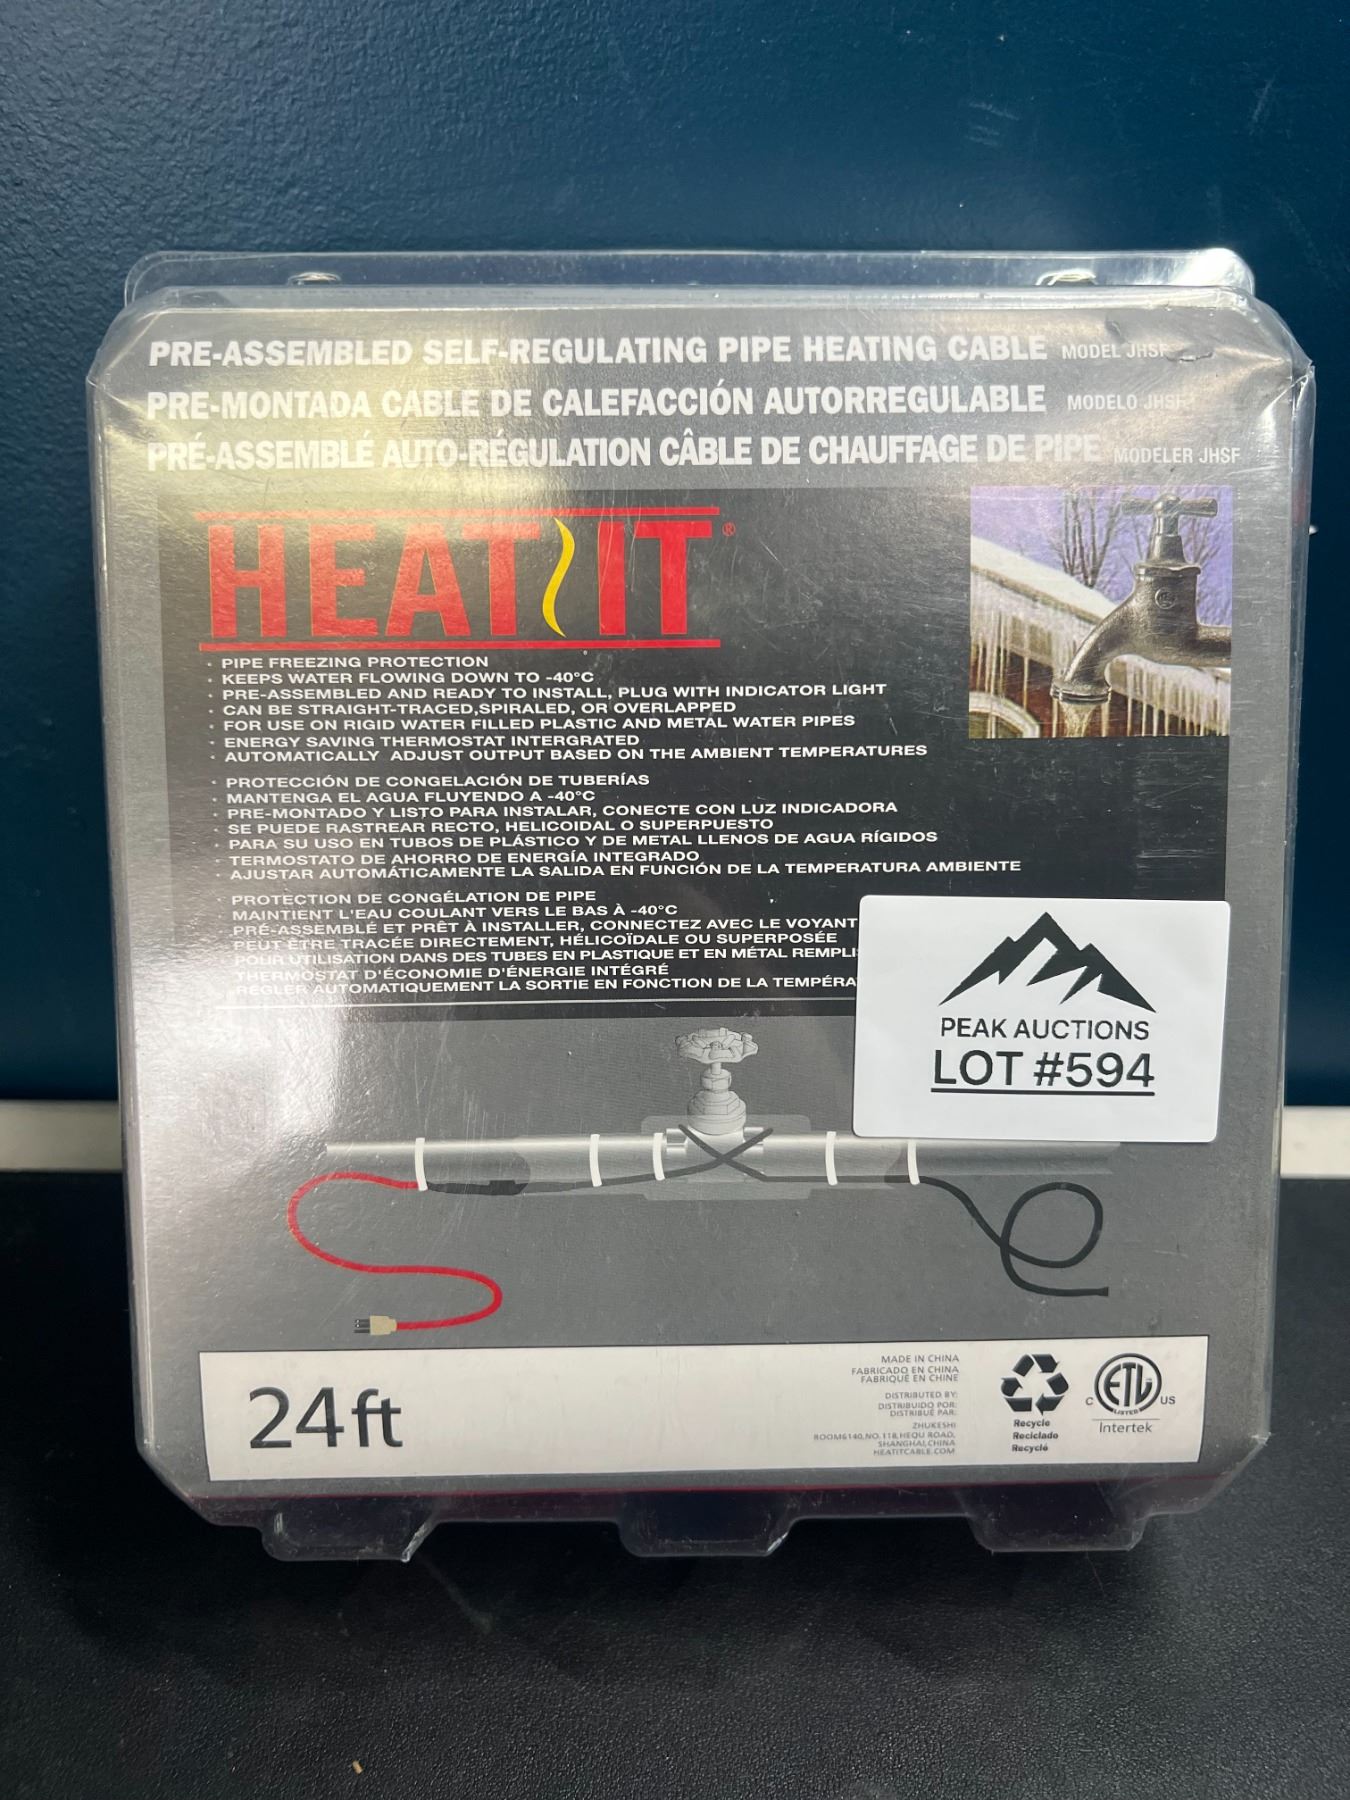 PRE-ASSEMBLED SELF-REGULATING PIPE HEATING CABLE MODEL JHSF
PRE-MONTADA CABLE DE CALEFACCIÓN AUTORREGULABLE MODELO JHSF
PRÉ-ASSEMBLÉ AUTO-RÉGULATION CÂBLE DE CHAUFFAGE DE PIPE MODELER JHSF
HEAT IT®
· PIPE FREEZING PROTECTION
· KEEPS WATER FLOWING DOWN TO -40°C
· PRE-ASSEMBLED AND READY TO INSTALL, PLUG WITH INDICATOR LIGHT
· CAN BE STRAIGHT-TRACED,SPIRALED, OR OVERLAPPED
· FOR USE ON RIGID WATER FILLED PLASTIC AND METAL WATER PIPES
· ENERGY SAVING THERMOSTAT INTERGRATED
· AUTOMATICALLY ADJUST OUTPUT BASED ON THE AMBIENT TEMPERATURES
· PROTECCIÓN DE CONGELACIÓN DE TUBERÍAS
· MANTENGA EL AGUA FLUYENDO A -40°C
· PRE-MONTADO Y LISTO PARA INSTALAR, CONECTE CON LUZ INDICADORA
· SE PUEDE RASTREAR RECTO, HELICOIDAL O SUPERPUESTO
· PARA SU USO EN TUBOS DE PLÁSTICO Y DE METAL LLENOS DE AGUA RÍGIDOS
· TERMOSTATO DE AHORRO DE ENERGÍA INTEGRADO
· AJUSTAR AUTOMÁTICAMENTE LA SALIDA EN FUNCIÓN DE LA TEMPERATURA AMBIENTE
· PROTECTION DE CONGÉLATION DE PIPE
· MAINTIENT L'EAU COULANT VERS LE BAS À -40°C
· PRÉ-ASSEMBLÉ ET PRÊT À INSTALLER, CONNECTEZ AVEC LE VOYANT
· PEUT ÊTRE TRACÉE DIRECTEMENT, HÉLICOÏDALE OU SUPERPOSÉE
· POUR UTILISATION DANS DES TUBES EN PLASTIQUE ET EN MÉTAL REMPLI
· THERMOSTAT D'ÉCONOMIE D'ÉNERGIE INTÉGRÉ
· RÉGLER AUTOMATIQUEMENT LA SORTIE EN FONCTION DE LA TEMPÉRA
PEAK AUCTIONS
LOT #594
24ft
MADE IN CHINA
FABRICADO EN CHINA
FABRIQUÉ EN CHINE
DISTRIBUTED BY:
DISTRIBUIDO POR:
DISTRIBUÉ PAR:
ZHUKESHI
ROOM6140,NO.118,HEQU ROAD,
SHANGHAI,CHINA
HEATITCABLE.COM
Recycle
Reciclado
Recyclé
C ETL US
LISTED
Intertek